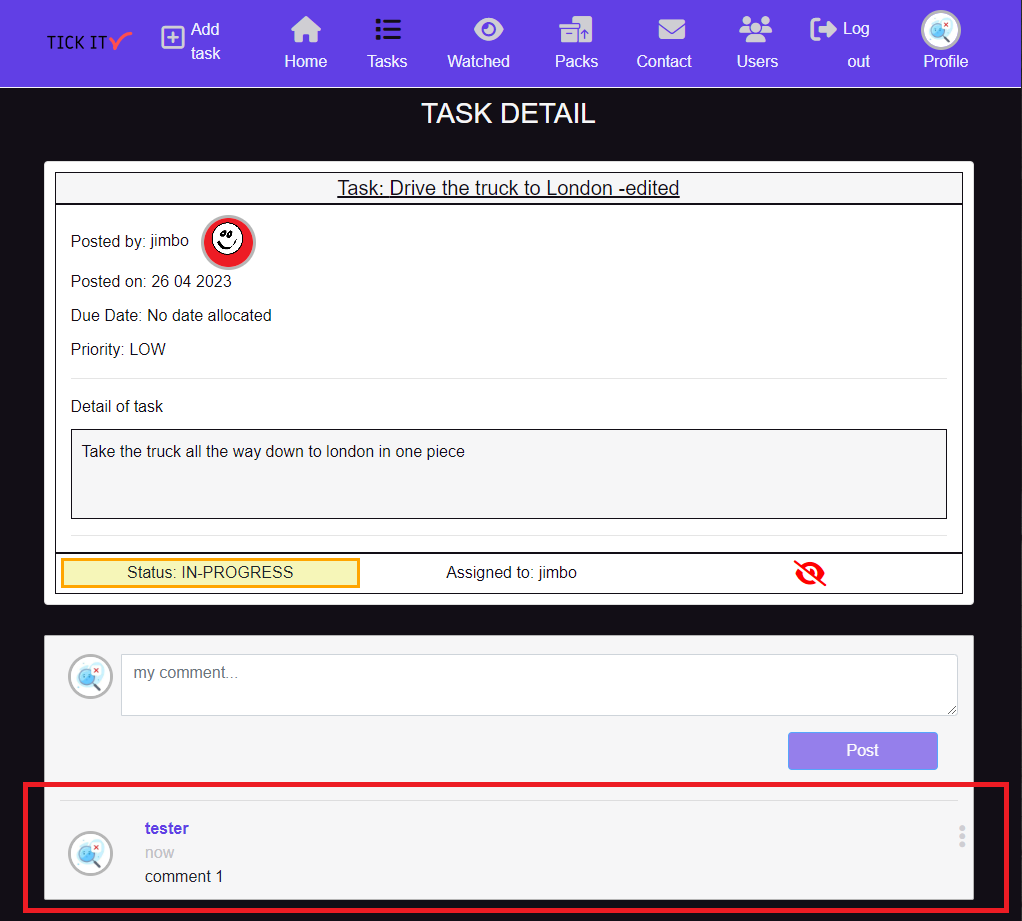 TICK IT
Add
task
Home
Tasks
Watched
Packs
Contact
Users
Log
out
Profile
TASK DETAIL
Task: Drive the truck to London -edited
Posted by: jimbo
Posted on: 26 04 2023
Due Date: No date allocated
Priority: LOW
Detail of task
Take the truck all the way down to london in one piece
Status: IN-PROGRESS
Assigned to: jimbo
my comment...
Post
tester
now
comment 1